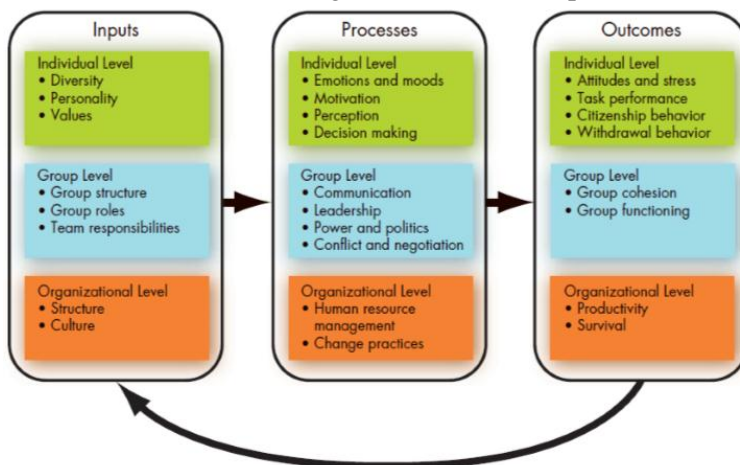 Inputs
Individual Level
• Diversity
• Personality
• Values
Group Level
• Group structure
• Group roles
• Team responsibilities
Organizational Level
• Structure
• Culture
Processes
Individual Level
• Emotions and moods
• Motivation
• Perception
• Decision making
Group Level
• Communication
• Leadership
• Power and politics
• Conflict and negotiation
Organizational Level
• Human resource
management
• Change practices
Outcomes
Individual Level
• Attitudes and stress
• Task performance
• Citizenship behavior
• Withdrawal behavior
Group Level
• Group cohesion
• Group functioning
Organizational Level
• Productivity
• Survival